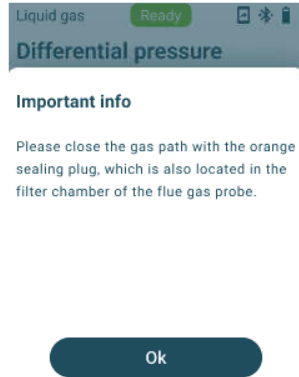 Liquid gas Ready
Differential pressure
Important info
Please close the gas path with the orange
sealing plug, which is also located in the
filter chamber of the flue gas probe.
Ok